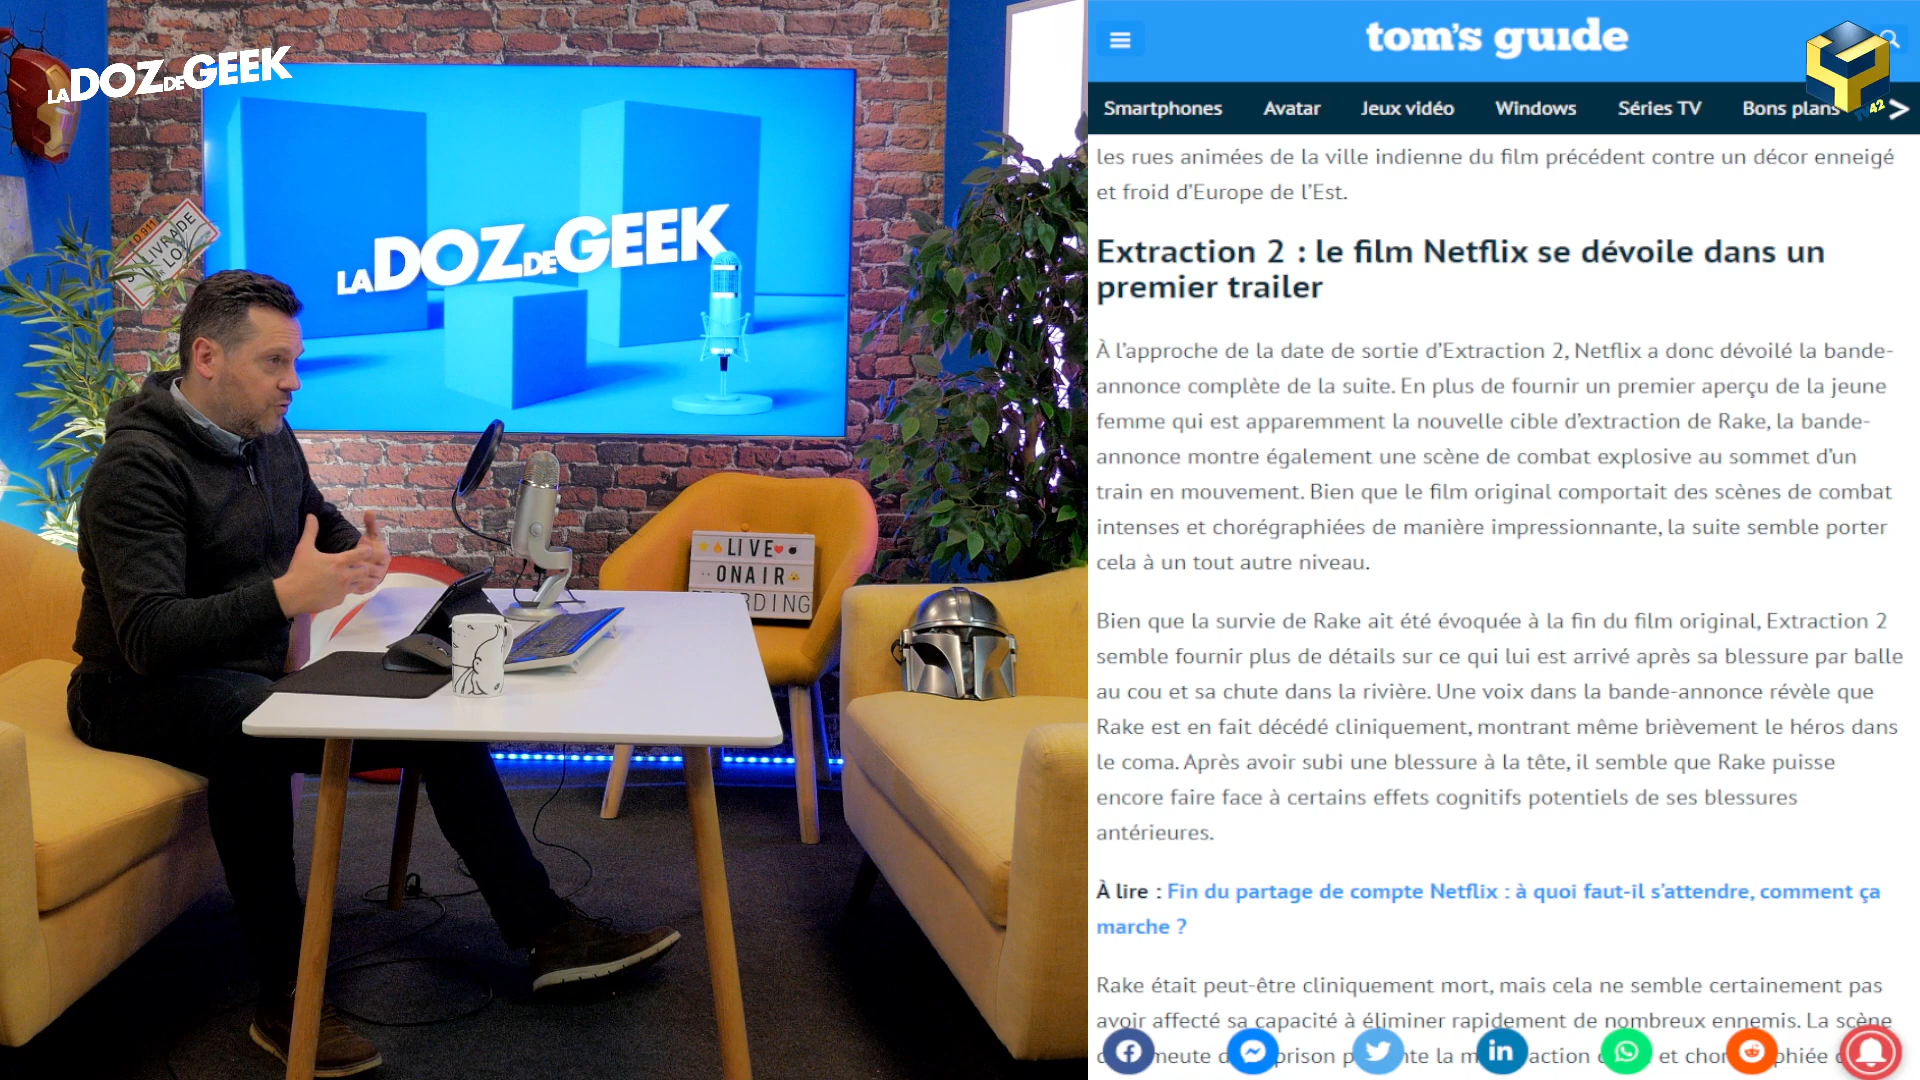 LA DOZ DE GEEK
D 911
LIVRADE
LOT
LA DOZ DE GEEK
LIVE
ON AIR
RECORDING
tom's guide
TV42
Smartphones Avatar Jeux vidéo Windows Séries TV Bons plans >
les rues animées de la ville indienne du film précédent contre un décor enneigé
et froid d'Europe de l'Est.
Extraction 2 : le film Netflix se dévoile dans un
premier trailer
À l'approche de la date de sortie d'Extraction 2, Netflix a donc dévoilé la bande-
annonce complète de la suite. En plus de fournir un premier aperçu de la jeune
femme qui est apparemment la nouvelle cible d'extraction de Rake, la bande-
annonce montre également une scène de combat explosive au sommet d'un
train en mouvement. Bien que le film original comportait des scènes de combat
intenses et chorégraphiées de manière impressionnante, la suite semble porter
cela à un tout autre niveau.
Bien que la survie de Rake ait été évoquée à la fin du film original, Extraction 2
semble fournir plus de détails sur ce qui lui est arrivé après sa blessure par balle
au cou et sa chute dans la rivière. Une voix dans la bande-annonce révèle que
Rake est en fait décédé cliniquement, montrant même brièvement le héros dans
le coma. Après avoir subi une blessure à la tête, il semble que Rake puisse
encore faire face à certains effets cognitifs potentiels de ses blessures
antérieures.
À lire : Fin du partage de compte Netflix : à quoi faut-il s'attendre, comment ça
marche ?
Rake était peut-être cliniquement mort, mais cela ne semble certainement pas
avoir affecté sa capacité à éliminer rapidement de nombreux ennemis. La scène
meute prison la action et